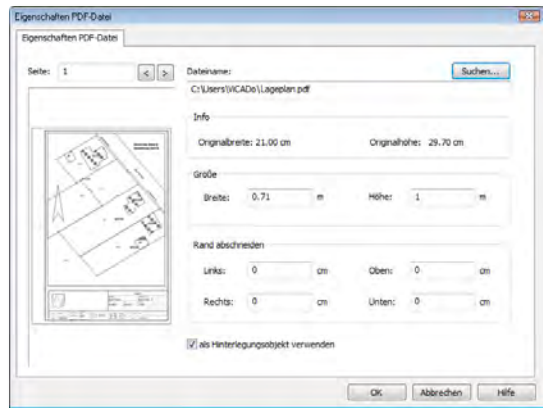 Eigenschaften PDF-Datei
Eigenschaften PDF-Datei
Seite: 1 < >
Dateiname: Suchen...
C:\Users\ViCADo\Lageplan.pdf
Info
Originalbreite: 21.00 cm Originalhöhe: 29.70 cm
Größe
Breite: 0.71 m Höhe: 1 m
Rand abschneiden
Links: 0 cm Oben: 0 cm
Rechts: 0 cm Unten: 0 cm
als Hinterlegungsobjekt verwenden
OK Abbrechen Hilfe